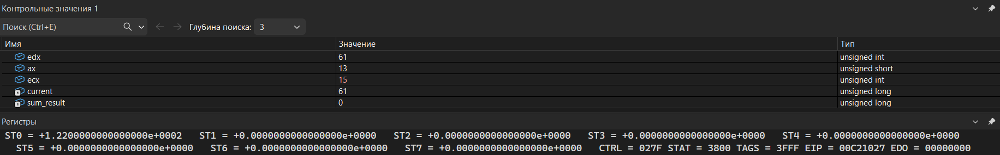 Контрольные значения 1
Поиск (Ctrl+E) Глубина поиска: 3
Имя Значение Тип
edx 61 unsigned int
ax 13 unsigned short
ecx 15 unsigned int
current 61 unsigned long
sum_result 0 unsigned long
Регистры
ST0 = +1.2200000000000000e+0002 ST1 = +0.0000000000000000e+0000 ST2 = +0.0000000000000000e+0000 ST3 = +0.0000000000000000e+0000 ST4 = +0.0000000000000000e+0000
ST5 = +0.0000000000000000e+0000 ST6 = +0.0000000000000000e+0000 ST7 = +0.0000000000000000e+0000 CTRL = 027F STAT = 3800 TAGS = 3FFF EIP = 00C21027 EDO = 00000000